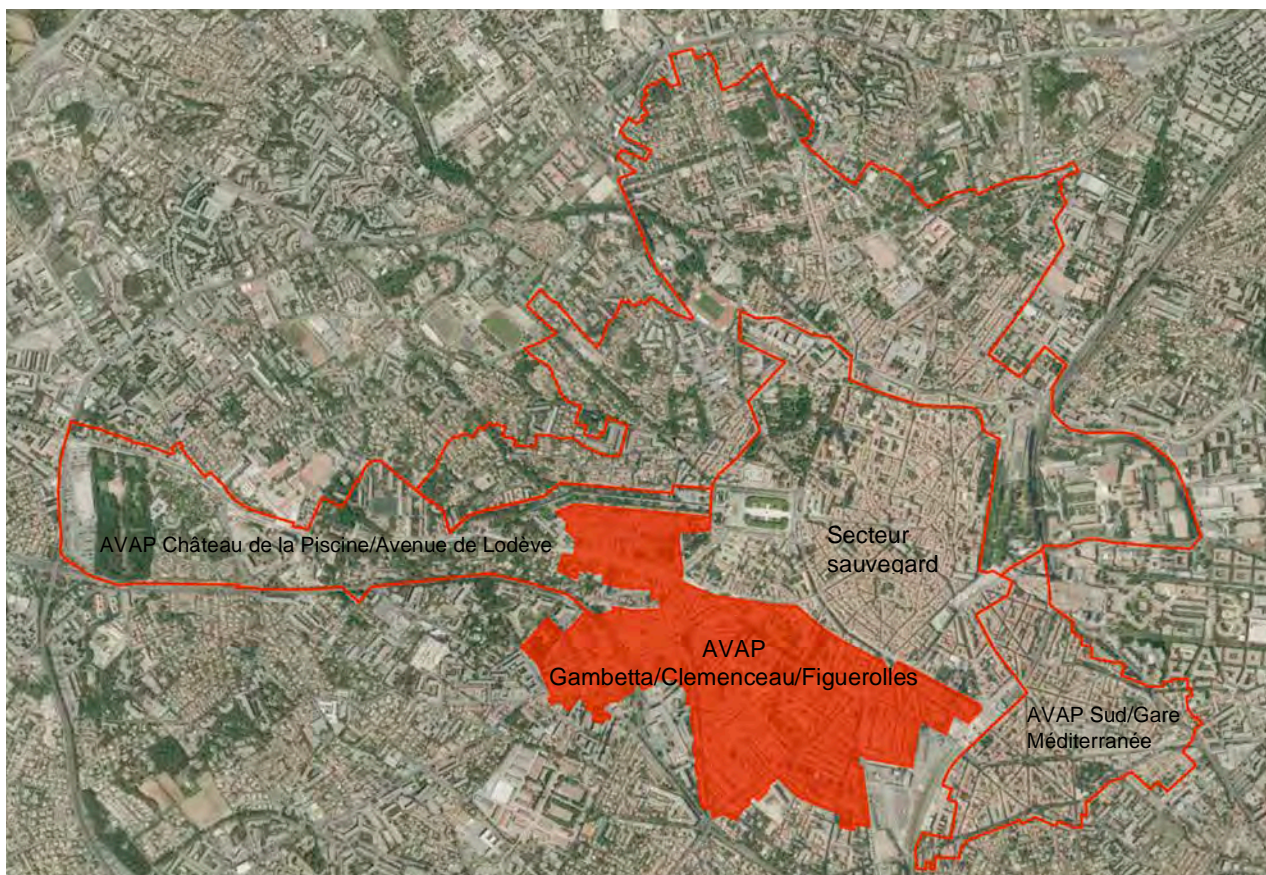 AVAP Château de la Piscine/Avenue de Lodève
Secteur
sauvegard
AVAP
Gambetta/Clemenceau/Figuerolles
AVAP Sud/Gare
Méditerranée